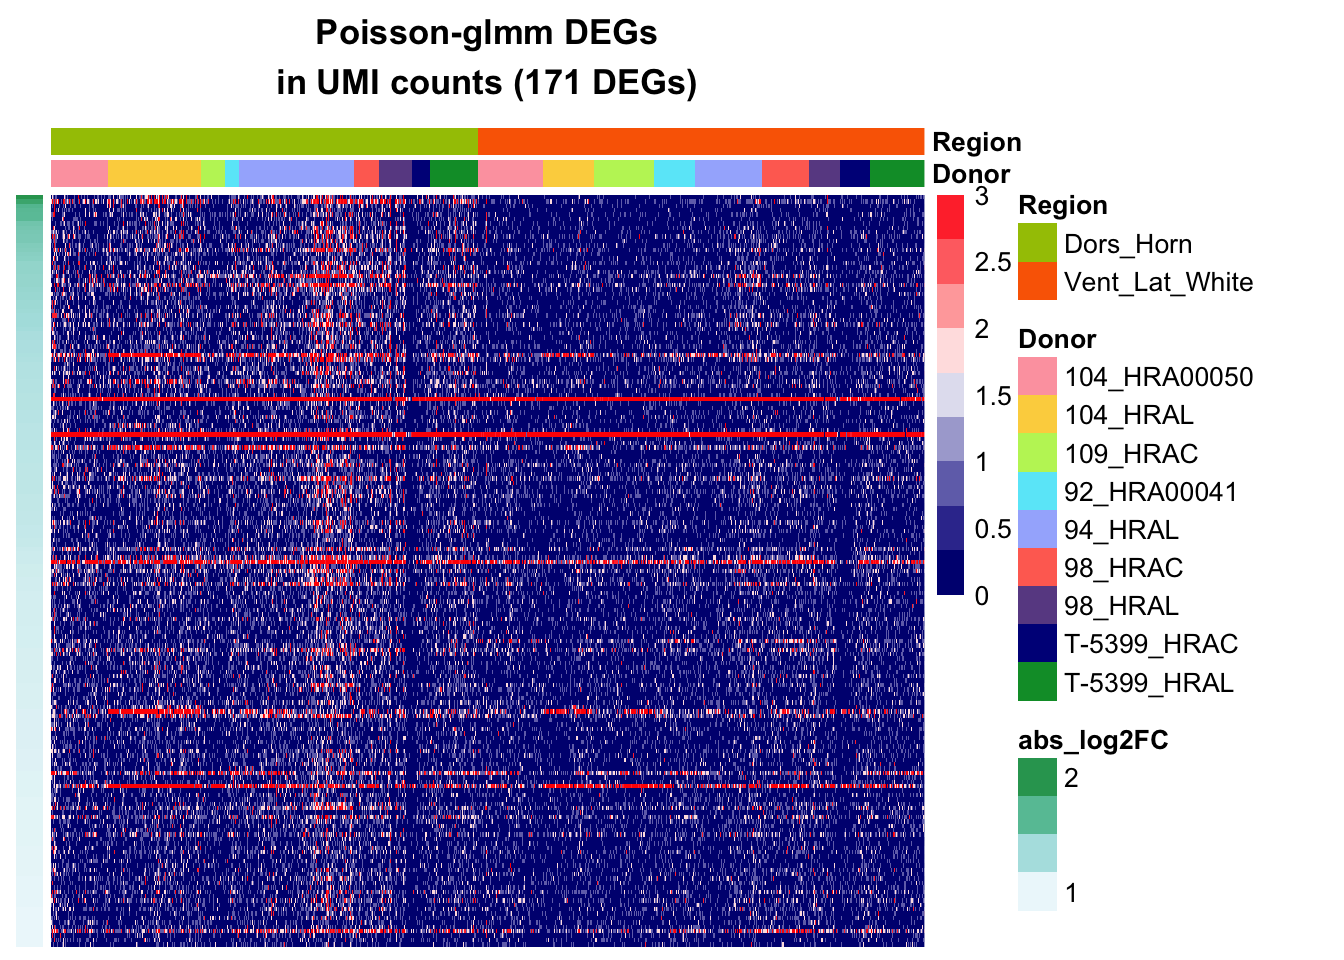 Poisson-glmm DEGs
in UMI counts (171 DEGs)
Region
Donor
3
2.5
2
1.5
1
0.5
0
Region
Dors_Horn
Vent_Lat_White
Donor
104_HRA00050
104_HRAL
109_HRAC
92_HRA00041
94_HRAL
98_HRAC
98_HRAL
T-5399_HRAC
T-5399_HRAL
abs_log2FC
2
1